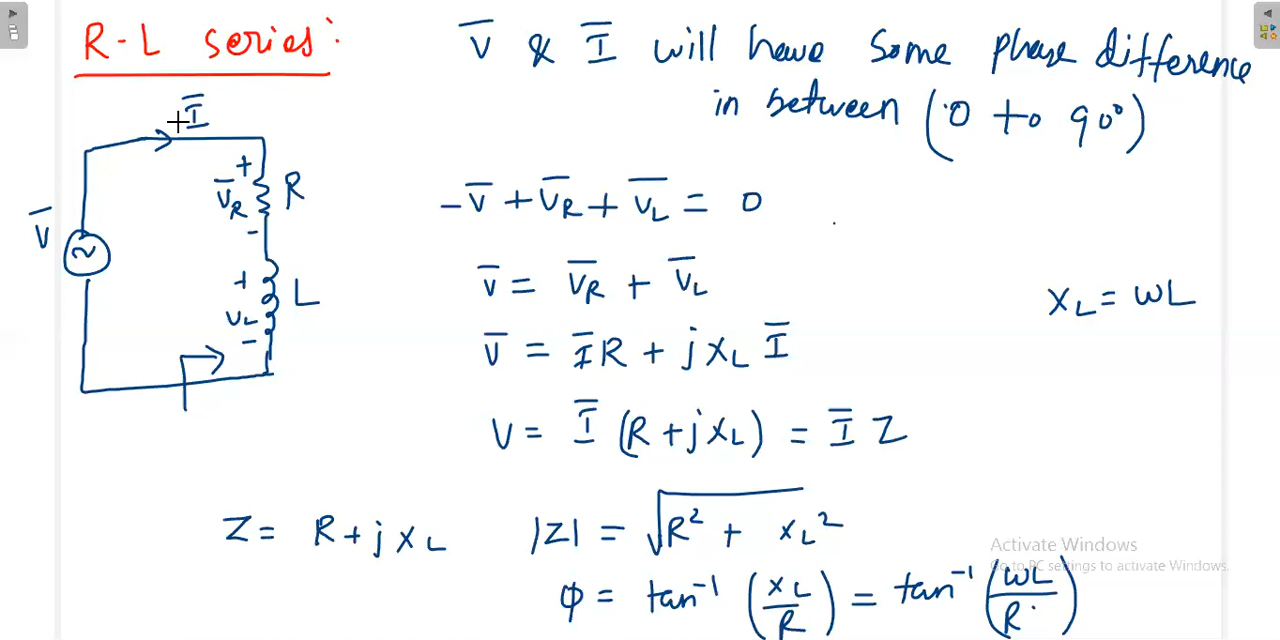 R-L series:
V̅ & I̅ will have some phase difference
in between (0 to 90°)
+I̅
+
V̅R R
-
V̅
+
L
VL
-
-V̅ + V̅R + V̅L = 0
V̅ = V̅R + V̅L
XL = ωL
V̅ = I̅R + jXL I̅
V = I̅ (R + jXL) = I̅ Z
Z = R + jXL
|Z| = √R² + XL²
φ = tan⁻¹ (XL/R) = tan⁻¹ (ωL/R)
Activate Windows
Go to PC settings to activate Windows.